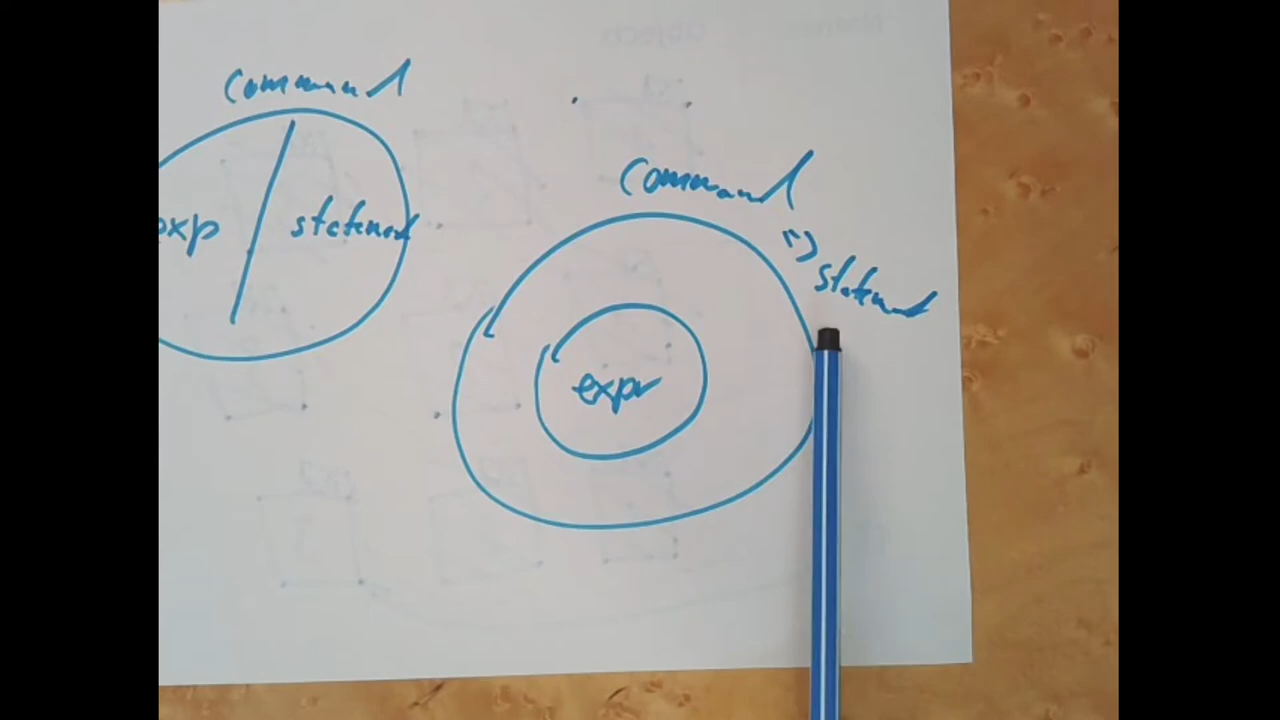 command
exp
statement
command
<=> statement
expr